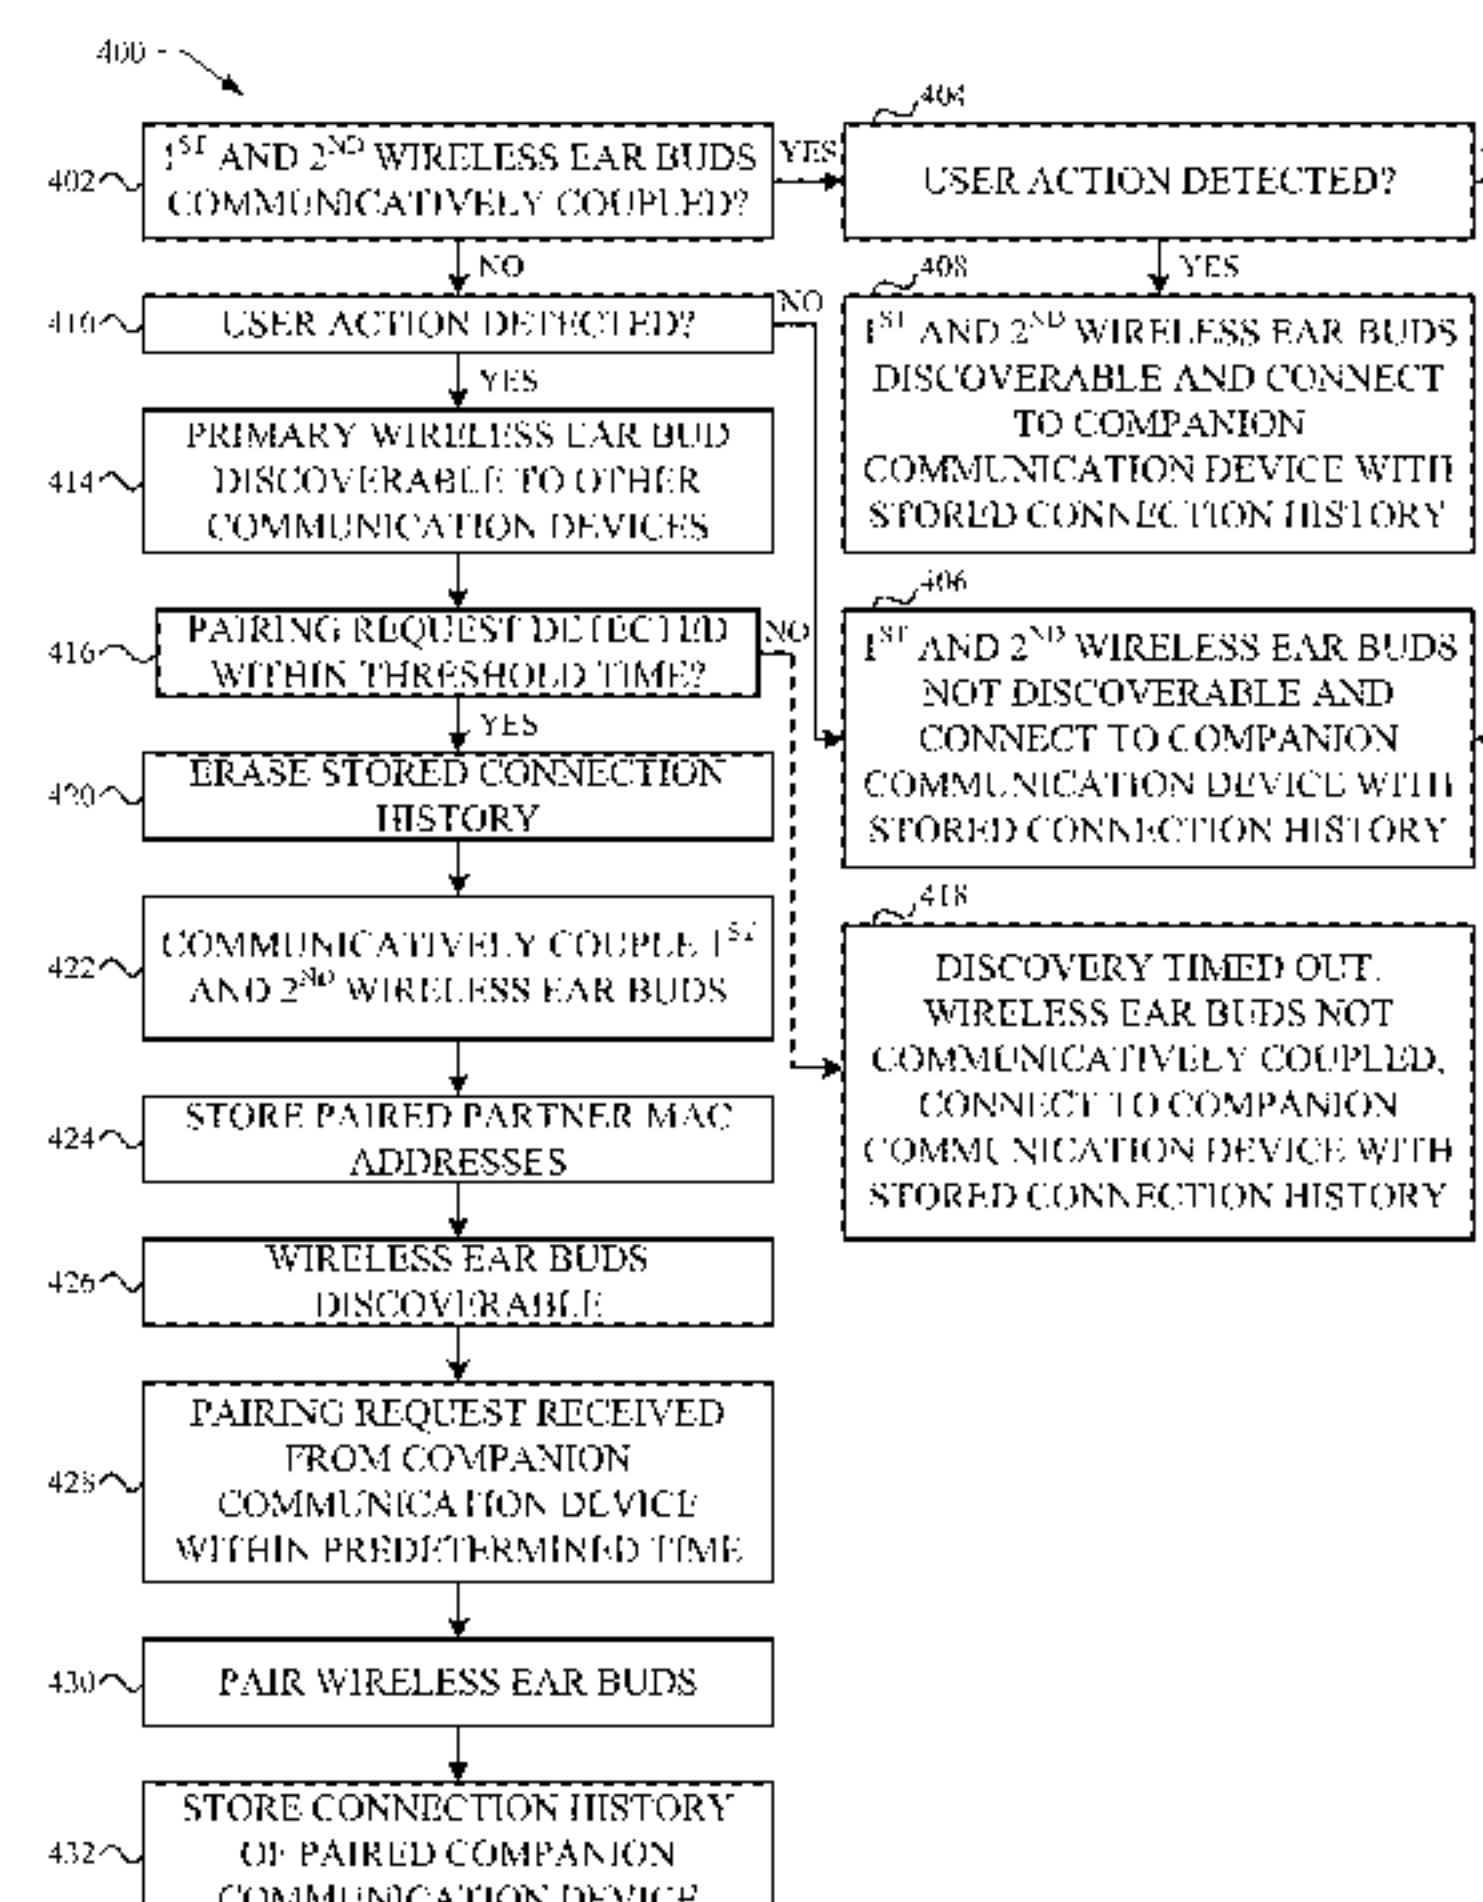 400
402
1ST AND 2ND WIRELESS EAR BUDS
COMMUNICATIVELY COUPLED?
YES
404
USER ACTION DETECTED?
NO
YES
410
USER ACTION DETECTED?
NO
408
1ST AND 2ND WIRELESS EAR BUDS
DISCOVERABLE AND CONNECT
TO COMPANION
COMMUNICATION DEVICE WITH
STORED CONNECTION HISTORY
YES
414
PRIMARY WIRELESS EAR BUD
DISCOVERABLE TO OTHER
COMMUNICATION DEVICES
416
PAIRING REQUEST DETECTED
WITHIN THRESHOLD TIME?
NO
406
1ST AND 2ND WIRELESS EAR BUDS
NOT DISCOVERABLE AND
CONNECT TO COMPANION
COMMUNICATION DEVICE WITH
STORED CONNECTION HISTORY
YES
420
ERASE STORED CONNECTION
HISTORY
422
COMMUNICATIVELY COUPLE 1ST
AND 2ND WIRELESS EAR BUDS
418
DISCOVERY TIMED OUT.
WIRELESS EAR BUDS NOT
COMMUNICATIVELY COUPLED,
CONNECT TO COMPANION
COMMUNICATION DEVICE WITH
STORED CONNECTION HISTORY
424
STORE PAIRED PARTNER MAC
ADDRESSES
426
WIRELESS EAR BUDS
DISCOVERABLE
428
PAIRING REQUEST RECEIVED
FROM COMPANION
COMMUNICATION DEVICE
WITHIN PREDETERMINED TIME
430
PAIR WIRELESS EAR BUDS
432
STORE CONNECTION HISTORY
OF PAIRED COMPANION
COMMUNICATION DEVICE